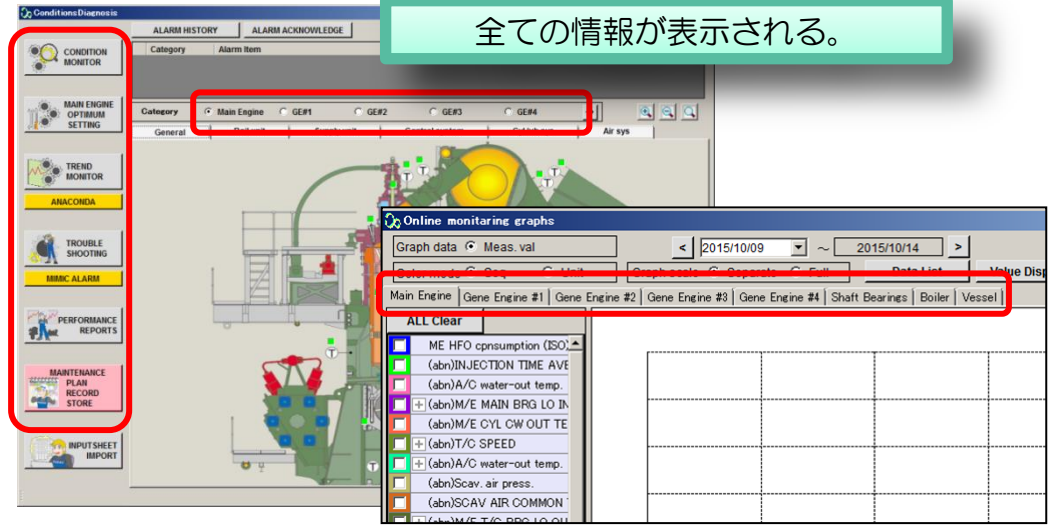 全ての情報が表示される。
ConditionsDiagnosis
ALARM HISTORY
ALARM ACKNOWLEDGE
Category
Alarm Item
CONDITION
MONITOR
MAIN ENGINE
OPTIMUM
SETTING
TREND
MONITOR
ANACONDA
TROUBLE
SHOOTING
MIMIC ALARM
PERFORMANCE
REPORTS
MAINTENANCE
PLAN
RECORD
STORE
INPUT SHEET
IMPORT
Category
Main Engine
GE#1
GE#2
GE#3
GE#4
General
Air sys
T
T
T
T
T
T
Online monitaring graphs
Graph data
Meas. val
<
2015/10/09
～
2015/10/14
>
Main Engine
Gene Engine #1
Gene Engine #2
Gene Engine #3
Gene Engine #4
Shaft Bearings
Boiler
Vessel
ALL Clear
ME HFO cpnsumption (ISO)
(abn)INJECTION TIME AVE
(abn)A/C water-out temp.
(abn)M/E MAIN BRG LO IN
(abn)M/E CYL CW OUT TE
(abn)T/C SPEED
(abn)A/C water-out temp.
(abn)Scav. air press.
(abn)SCAV AIR COMMON